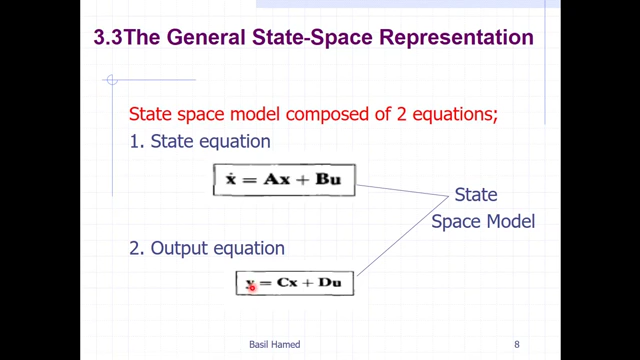 3.3The General State-Space Representation
State space model composed of 2 equations;
1. State equation
ẋ = Ax + Bu
State
Space Model
2. Output equation
y = Cx + Du
Basil Hamed
8